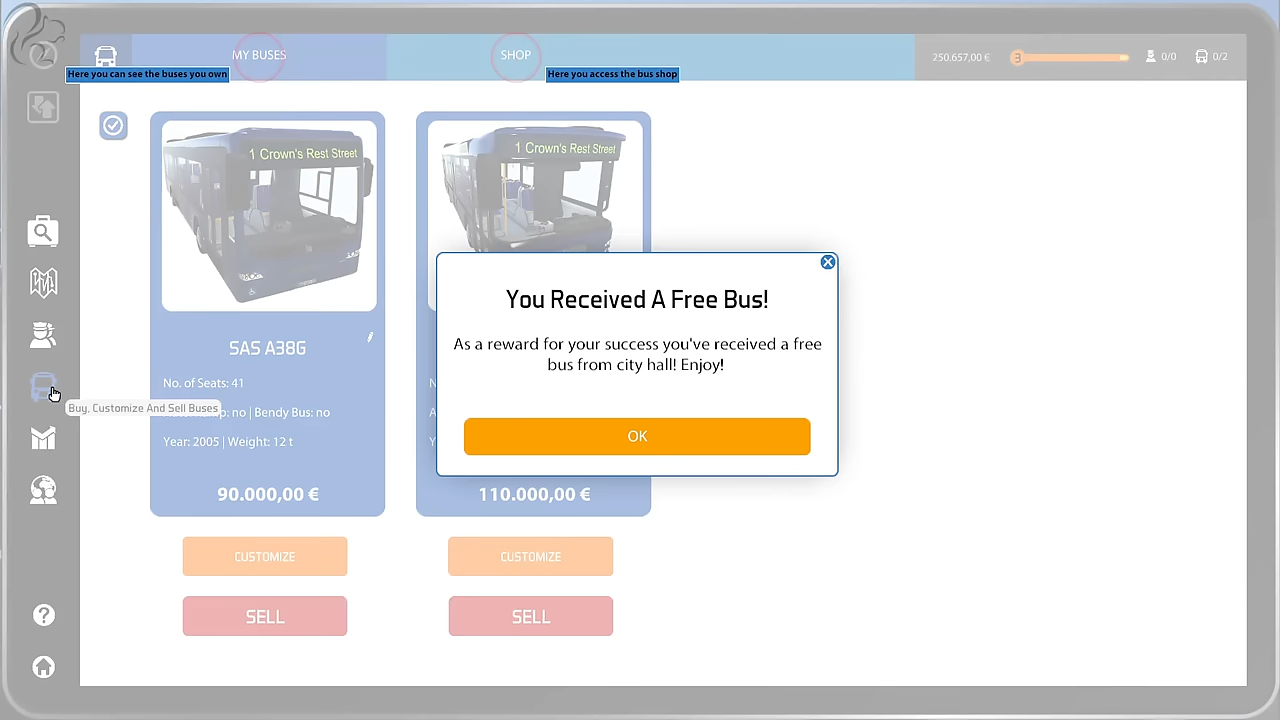 MY BUSES
SHOP
250.657,00 €
3
0/0
0/2
Here you can see the buses you own
Here you access the bus shop
1 Crown's Rest Street
1 Crown's Rest Street
You Received A Free Bus!
As a reward for your success you've received a free
bus from city hall! Enjoy!
OK
SAS A38G
No. of Seats: 41
N
Buy, Customize And Sell Buses
p: no | Bendy Bus: no
A
Year: 2005 | Weight: 12 t
Y
90.000,00 €
110.000,00 €
CUSTOMIZE
CUSTOMIZE
SELL
SELL
?